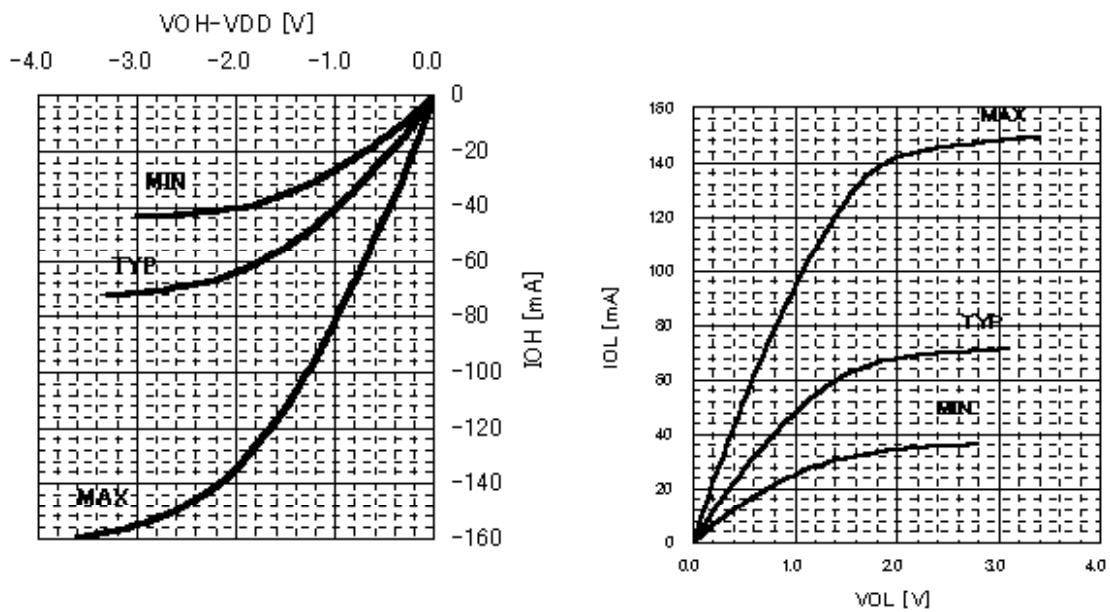 VOH-VDD [V]
-4.0 -3.0 -2.0 -1.0 0.0
0
-20
-40
-60
-80
-100
-120
-140
-160
IOH [mA]
MIN
TYP
MAX
160
140
120
100
80
60
40
20
0
IOL [mA]
MAX
TYP
MIN
0.0 1.0 2.0 3.0 4.0
VOL [V]